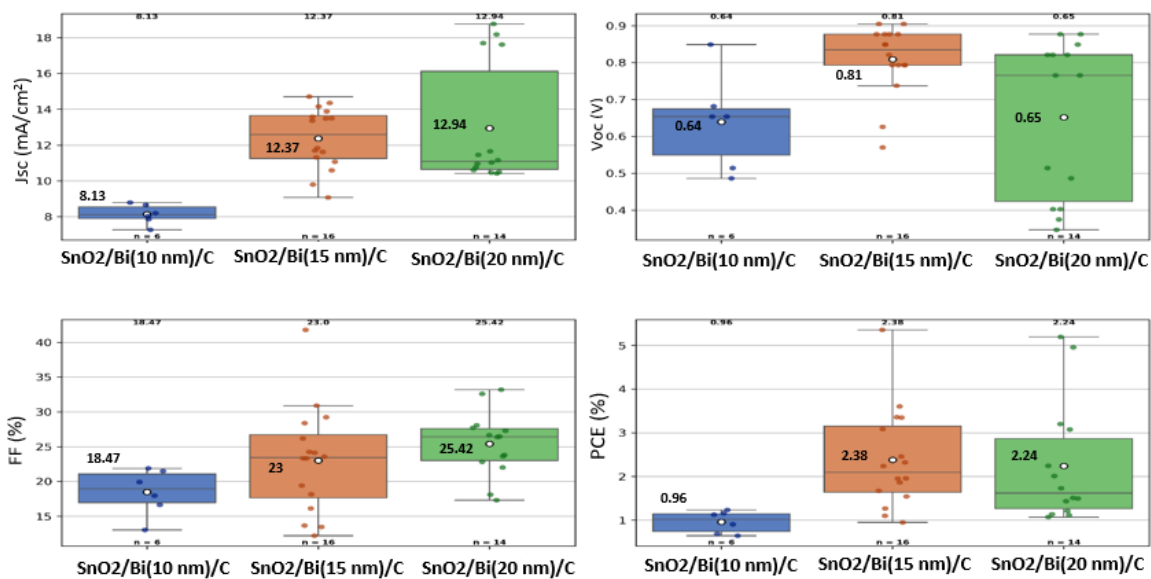 8.13 12.37 12.94
Jsc (mA/cm²)
18
16
14
12
10
8
8.13
12.37
12.94
n = 6 n = 16 n = 14
SnO2/Bi(10 nm)/C SnO2/Bi(15 nm)/C SnO2/Bi(20 nm)/C
0.64 0.81 0.65
Voc (V)
0.9
0.8
0.7
0.6
0.5
0.4
0.64
0.81
0.65
n = 6 n = 16 n = 14
SnO2/Bi(10 nm)/C SnO2/Bi(15 nm)/C SnO2/Bi(20 nm)/C
18.47 23.0 25.42
FF (%)
40
35
30
25
20
15
18.47
23
25.42
n = 6 n = 16 n = 14
SnO2/Bi(10 nm)/C SnO2/Bi(15 nm)/C SnO2/Bi(20 nm)/C
0.96 2.38 2.24
PCE (%)
5
4
3
2
1
0.96
2.38
2.24
n = 6 n = 16 n = 14
SnO2/Bi(10 nm)/C SnO2/Bi(15 nm)/C SnO2/Bi(20 nm)/C